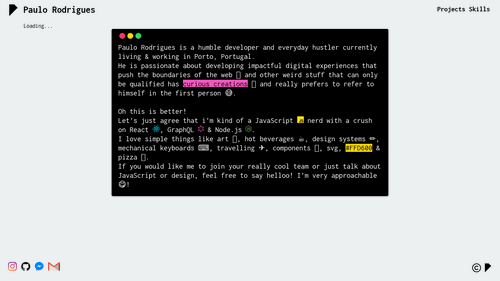 Paulo Rodrigues
Projects Skills
Loading...
Paulo Rodrigues is a humble developer and everyday hustler currently
living & working in Porto, Portugal.
He is passionate about developing impactful digital experiences that
push the boundaries of the web and other weird stuff that can only
be qualified has curious creations and really prefers to refer to
himself in the first person 😅.
Oh this is better!
Let's just agree that i'm kind of a JavaScript nerd with a crush
on React, GraphQL & Node.js.
I love simple things like art, hot beverages ☕, design systems ✏,
mechanical keyboards ⌨, travelling ✈, components, svg, #FFD600 &
pizza.
If you would like me to join your really cool team or just talk about
JavaScript or design, feel free to say helloo! I'm very approachable
😋!
©